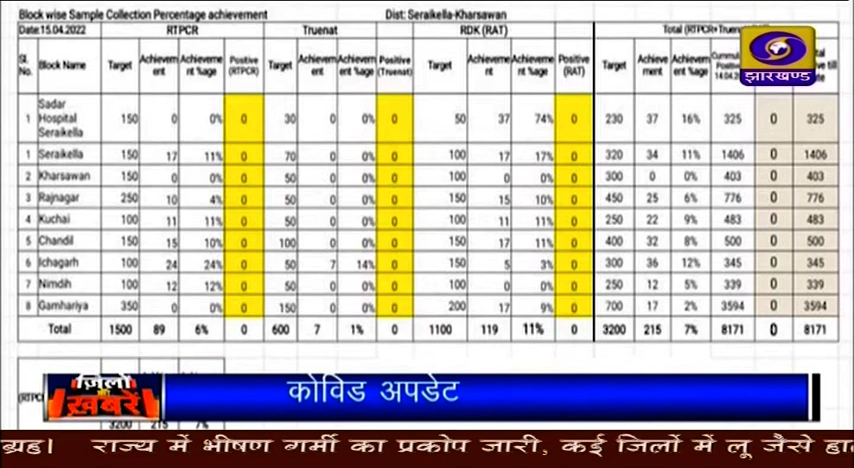 Block wise Sample Collection Percentage achievement Dist: Seraikella-Kharsawan
Date:15.04.2022 RTPCR Truenat RDK (RAT) Total (RTPCR+Truenat
Sl. No. Block Name Target Achievement Achievement %age Positive (RTPCR) Target Achievement Achievement %age Positive (Truenat) Target Achievement Achievement %age Positive (RAT) Target Achievement Achievement %age
1 Sadar Hospital Seraikella 150 0 0% 0 30 0 0% 0 50 37 74% 0 230 37 16% 325 0 325
1 Seraikella 150 17 11% 0 70 0 0% 0 100 17 17% 0 320 34 11% 1406 0 1406
2 Kharsawan 150 0 0% 0 50 0 0% 0 100 0 0% 0 300 0 0% 403 0 403
3 Rajnagar 250 10 4% 0 50 0 0% 0 150 15 10% 0 450 25 6% 776 0 776
4 Kuchai 100 11 11% 0 50 0 0% 0 100 11 11% 0 250 22 9% 483 0 483
5 Chandil 150 15 10% 0 100 0 0% 0 150 17 11% 0 400 32 8% 500 0 500
6 Ichagarh 100 24 24% 0 50 7 14% 0 150 5 3% 0 300 36 12% 345 0 345
7 Nimdih 100 12 12% 0 50 0 0% 0 100 0 0% 0 250 12 5% 339 0 339
8 Gamhariya 350 0 0% 0 150 0 0% 0 200 17 9% 0 700 17 2% 3594 0 3594
Total 1500 89 6% 0 600 7 1% 0 1100 119 11% 0 3200 215 7% 8171 0 8171
झारखण्ड
ज़िलों की ख़बरें
कोविड अपडेट
3200 215 7%
ग्रह। राज्य में भीषण गर्मी का प्रकोप जारी, कई जिलों में लू जैसे